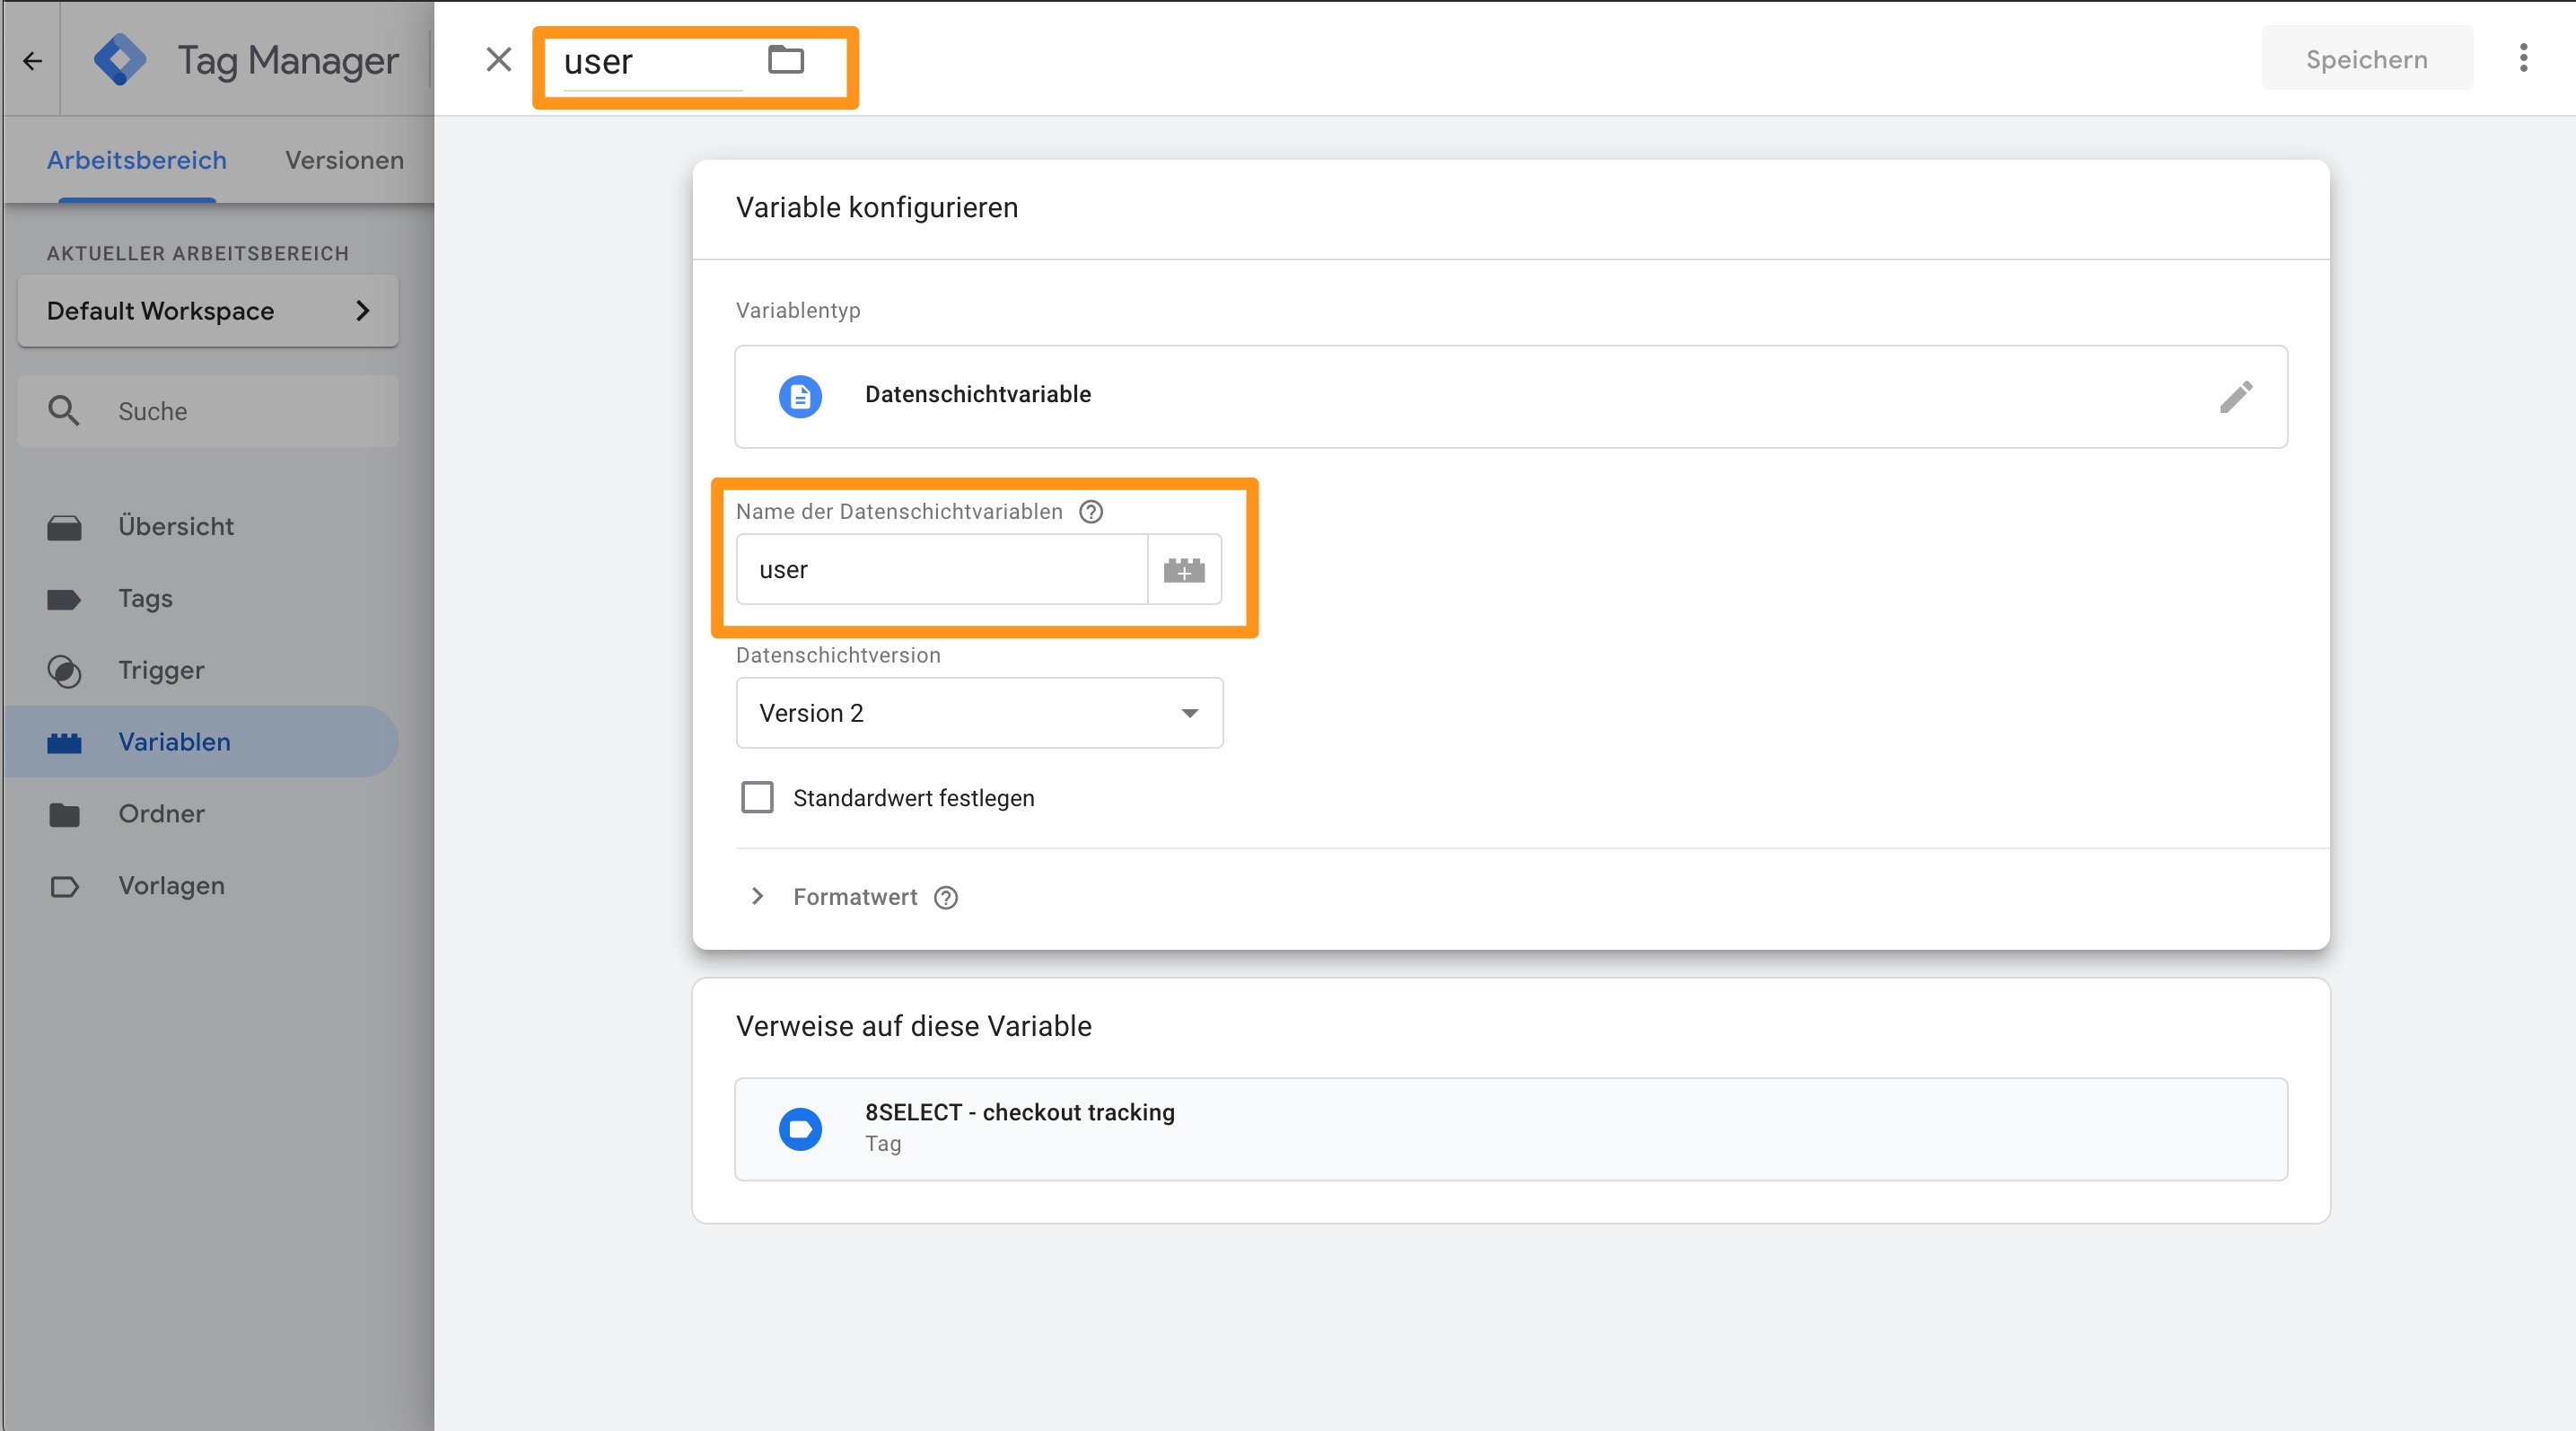 Tag Manager
user
Speichern
Arbeitsbereich
Versionen
AKTUELLER ARBEITSBEREICH
Default Workspace
Suche
Übersicht
Tags
Trigger
Variablen
Ordner
Vorlagen
Variable konfigurieren
Variablentyp
Datenschichtvariable
Name der Datenschichtvariablen
user
Datenschichtversion
Version 2
Standardwert festlegen
Formatwert
Verweise auf diese Variable
8SELECT - checkout tracking
Tag